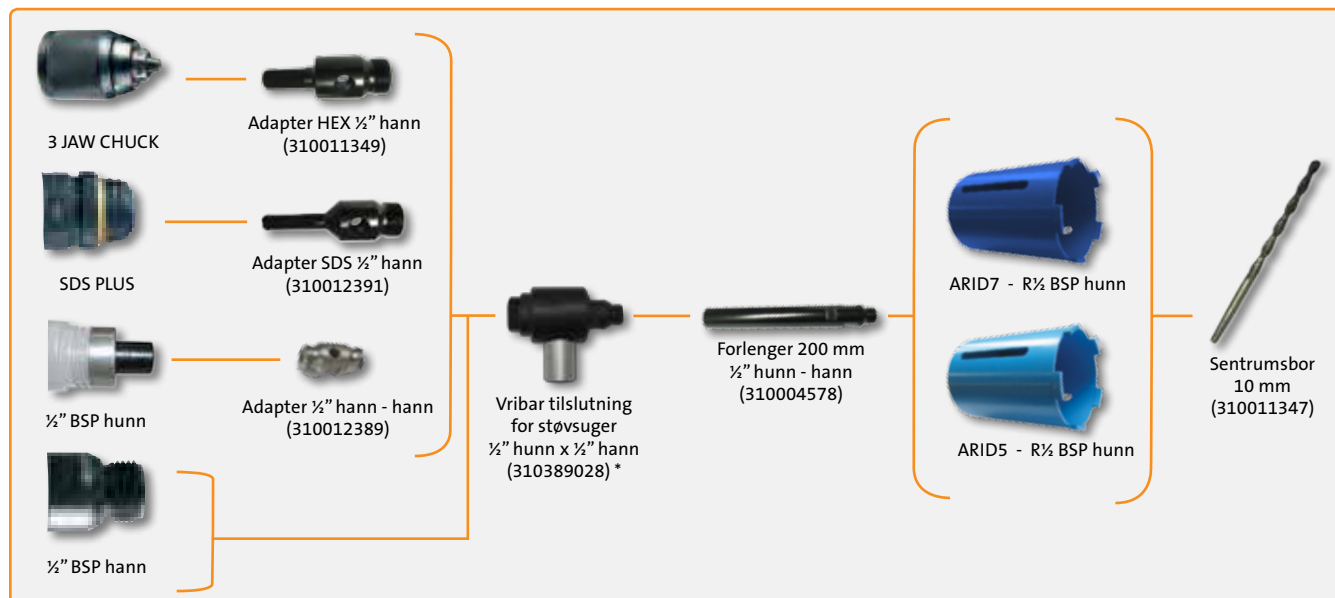 3 JAW CHUCK
Adapter HEX ½” hann
(310011349)
SDS PLUS
Adapter SDS ½” hann
(310012391)
½” BSP hunn
Adapter ½” hann - hann
(310012389)
½” BSP hann
Vribar tilslutning
for støvsuger
½” hunn x ½” hann
(310389028) *
Forlenger 200 mm
½” hunn - hann
(310004578)
ARID7 - R½ BSP hunn
ARID5 - R½ BSP hunn
Sentrumsbor
10 mm
(310011347)